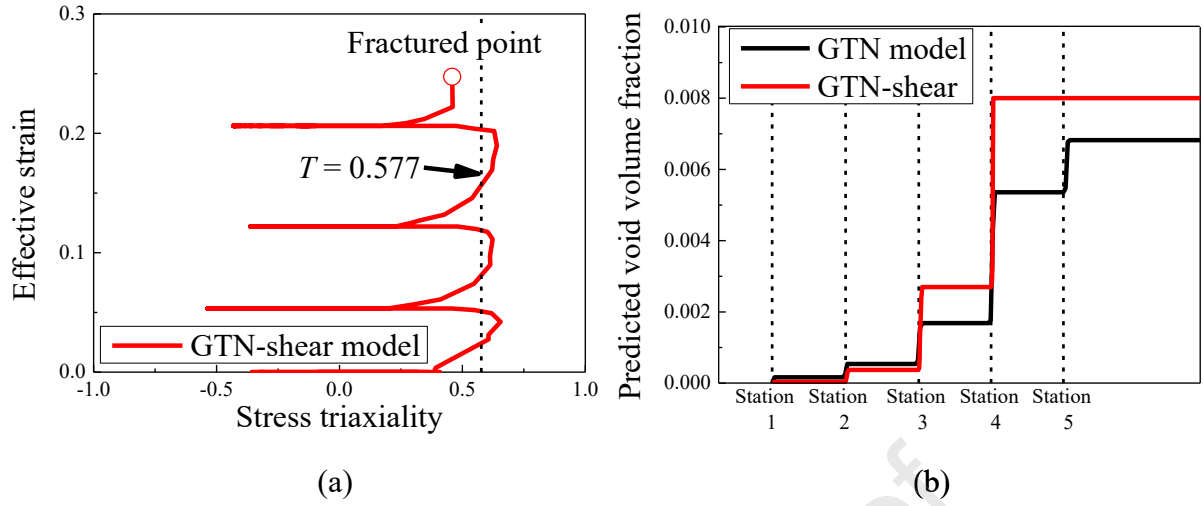 0.3
Fractured point
0.2
T = 0.577
0.1
GTN-shear model
0.0
-1.0 -0.5 0.0 0.5 1.0
Stress triaxiality
Effective strain
(a)
0.010
GTN model
GTN-shear
0.008
0.006
0.004
0.002
0.000
Station Station Station Station Station
1 2 3 4 5
Predicted void volume fraction
(b)
of